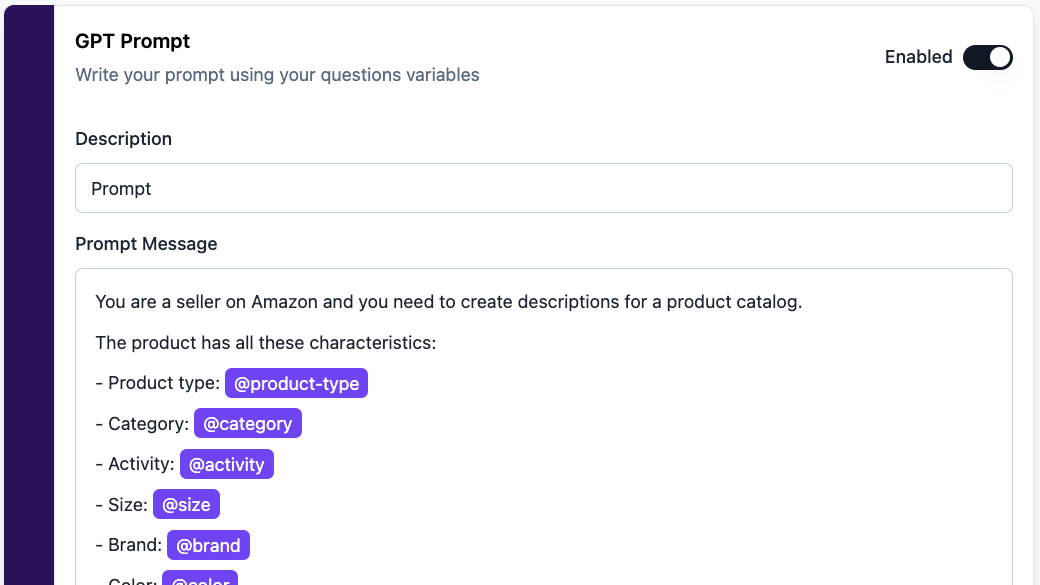 GPT Prompt
Write your prompt using your questions variables
Enabled
Description
Prompt
Prompt Message
You are a seller on Amazon and you need to create descriptions for a product catalog.
The product has all these characteristics:
- Product type: @product-type
- Category: @category
- Activity: @activity
- Size: @size
- Brand: @brand
- Color: @color